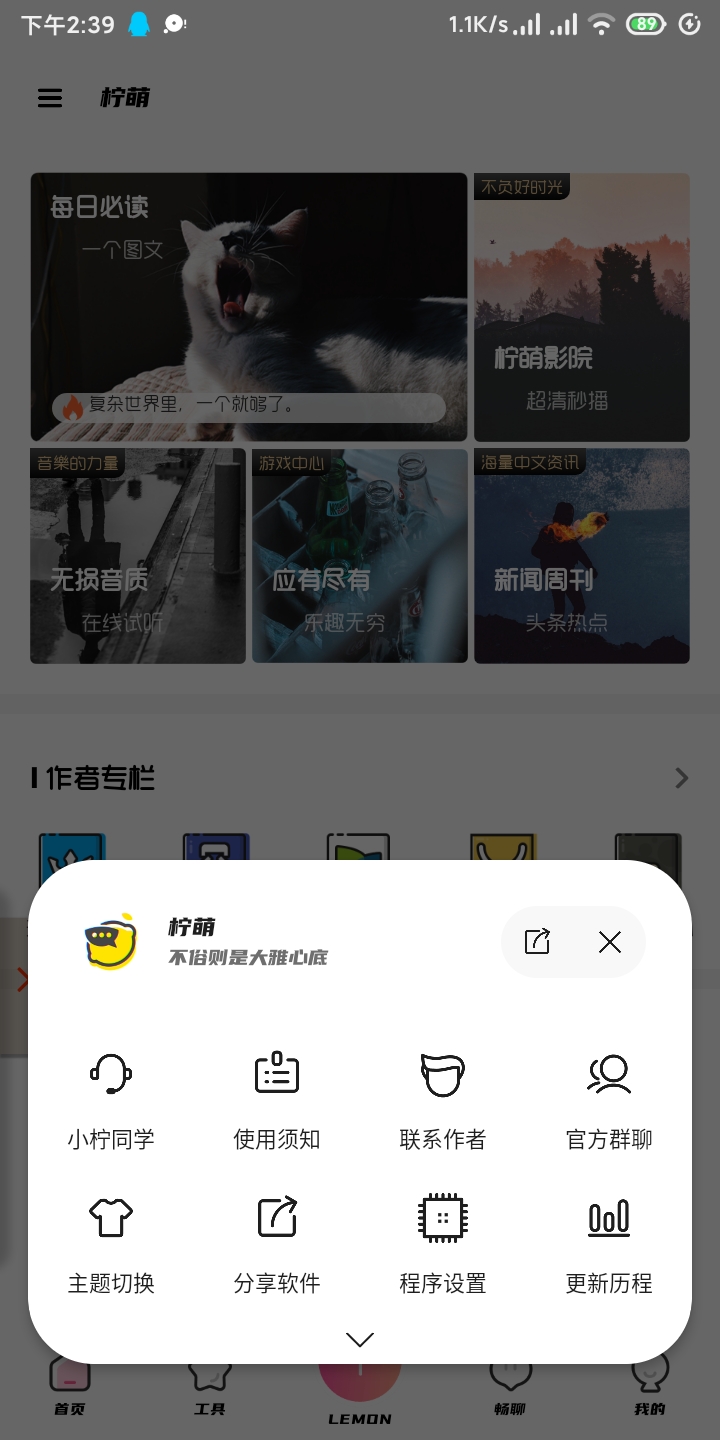 下午2:39
1.1K/s
89
柠萌
每日必读
一个图文
复杂世界里，一个就够了。
不负好时光
柠萌影院
超清秒播
音樂的力量
无损音质
在线试听
游戏中心
应有尽有
乐趣无穷
海量中文资讯
新闻周刊
头条热点
作者专栏
柠萌
不俗则是大雅心底
小柠同学
使用须知
联系作者
官方群聊
主题切换
分享软件
程序设置
更新历程
首页
工具
LEMON
畅聊
我的